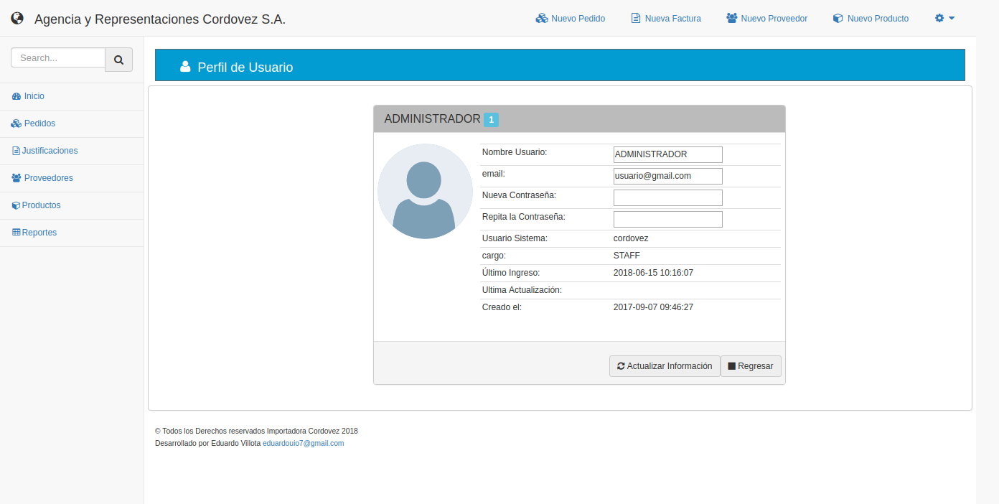 Agencia y Representaciones Cordovez S.A.
Nuevo Pedido
Nueva Factura
Nuevo Proveedor
Nuevo Producto
Search...
Inicio
Pedidos
Justificaciones
Proveedores
Productos
Reportes
Perfil de Usuario
ADMINISTRADOR 1
Nombre Usuario: ADMINISTRADOR
email: usuario@gmail.com
Nueva Contraseña:
Repita la Contraseña:
Usuario Sistema: cordovez
cargo: STAFF
Último Ingreso: 2018-06-15 10:16:07
Ultima Actualización:
Creado el: 2017-09-07 09:46:27
Actualizar Información Regresar
© Todos los Derechos reservados Importadora Cordovez 2018
Desarrollado por Eduardo Villota eduardouio7@gmail.com